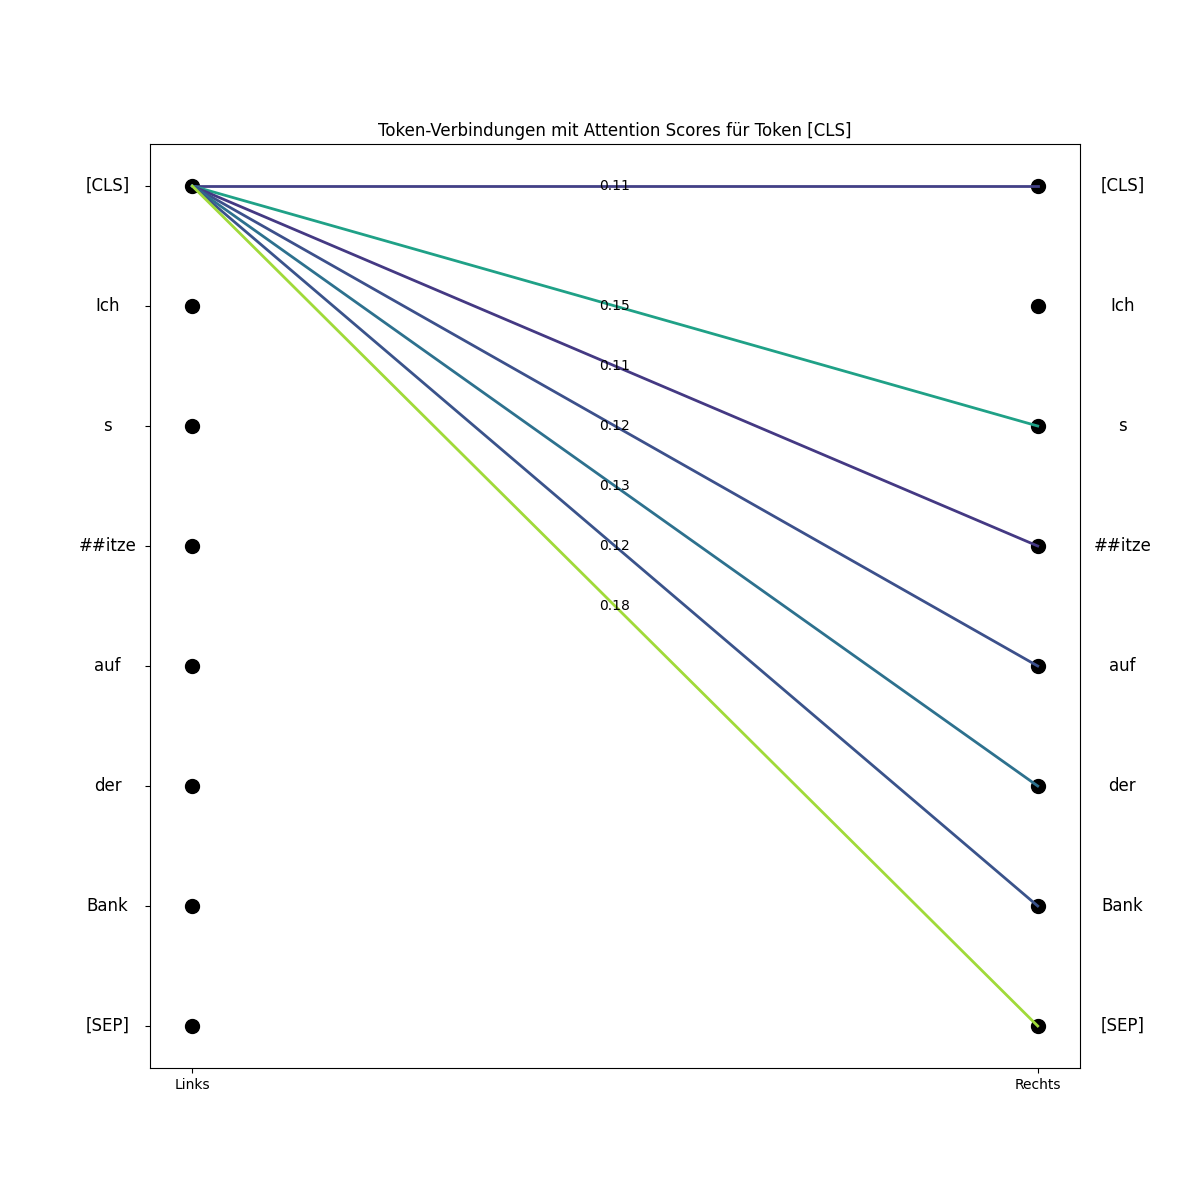 Token-Verbindungen mit Attention Scores für Token [CLS]
[CLS] 0.11 [CLS]
Ich 0.15 Ich
0.11
s 0.12 s
0.13
##itze 0.12 ##itze
0.18
auf auf
der der
Bank Bank
[SEP] [SEP]
Links Rechts